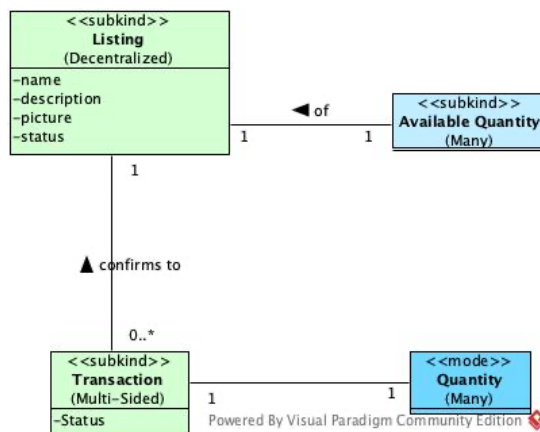 <<subkind>>
Listing
(Decentralized)
-name
-description
-picture
-status
◀ of
1
1
<<subkind>>
Available Quantity
(Many)
1
▲ confirms to
0..*
<<subkind>>
Transaction
(Multi-Sided)
-Status
1
1
<<mode>>
Quantity
(Many)
Powered By Visual Paradigm Community Edition